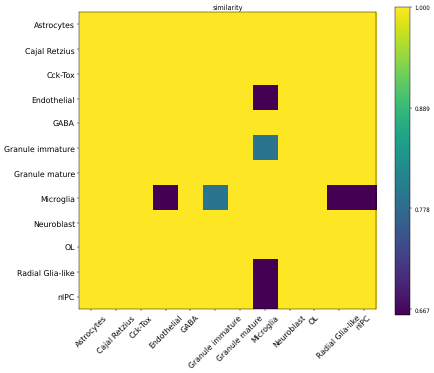 similarity
Astrocytes
Cajal Retzius
Cck-Tox
Endothelial
GABA
Granule immature
Granule mature
Microglia
Neuroblast
OL
Radial Glia-like
nIPC
Astrocytes
Cajal Retzius
Cck-Tox
Endothelial
GABA
Granule immature
Granule mature
Microglia
Neuroblast
OL
Radial Glia-like
nIPC
1.000
0.889
0.778
0.667